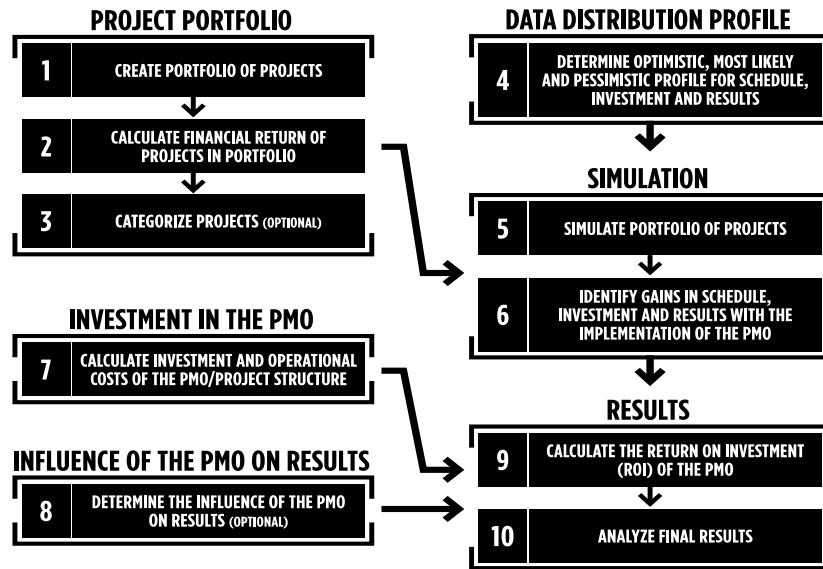 PROJECT PORTFOLIO
1
CREATE PORTFOLIO OF PROJECTS
2
CALCULATE FINANCIAL RETURN OF
PROJECTS IN PORTFOLIO
3
CATEGORIZE PROJECTS (OPTIONAL)
INVESTMENT IN THE PMO
7
CALCULATE INVESTMENT AND OPERATIONAL
COSTS OF THE PMO/PROJECT STRUCTURE
INFLUENCE OF THE PMO ON RESULTS
8
DETERMINE THE INFLUENCE OF THE PMO
ON RESULTS (OPTIONAL)
DATA DISTRIBUTION PROFILE
4
DETERMINE OPTIMISTIC, MOST LIKELY
AND PESSIMISTIC PROFILE FOR SCHEDULE,
INVESTMENT AND RESULTS
SIMULATION
5
SIMULATE PORTFOLIO OF PROJECTS
6
IDENTIFY GAINS IN SCHEDULE,
INVESTMENT AND RESULTS WITH THE
IMPLEMENTATION OF THE PMO
RESULTS
9
CALCULATE THE RETURN ON INVESTMENT
(ROI) OF THE PMO
10
ANALYZE FINAL RESULTS